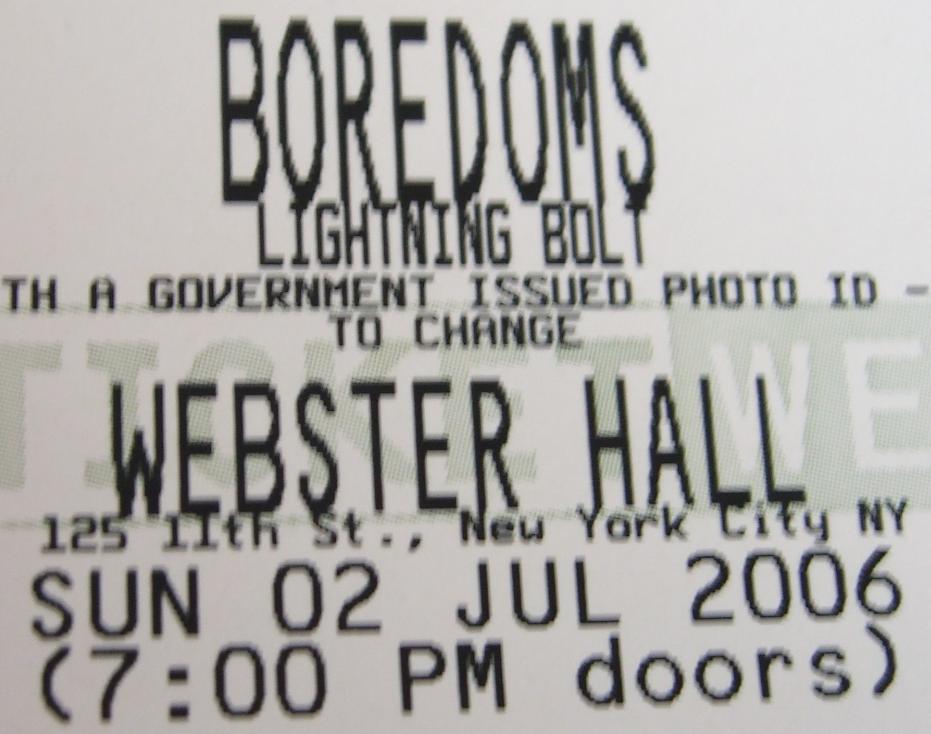 BOREDOMS
LIGHTNING BOLT
TH A GOVERNMENT ISSUED PHOTO ID -
TO CHANGE
TICKETWE
WEBSTER HALL
125 11th St., New York City NY
SUN 02 JUL 2006
(7:00 PM doors)